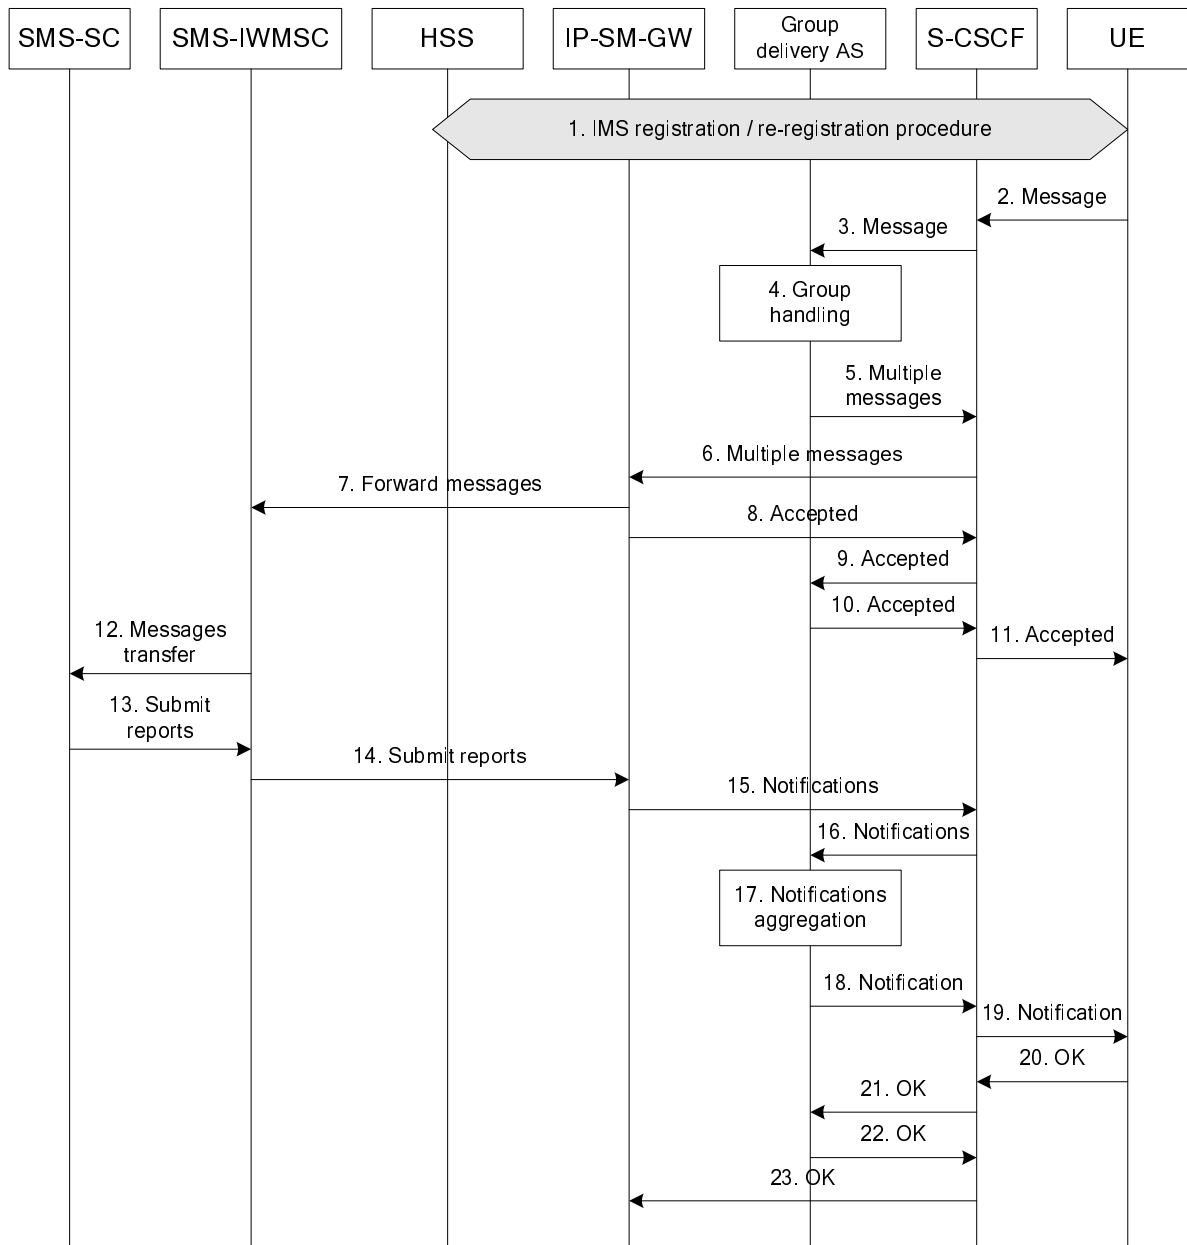 SMS-SC
SMS-IWMSC
HSS
IP-SM-GW
Group
delivery AS
S-CSCF
UE
1. IMS registration / re-registration procedure
2. Message
3. Message
4. Group
handling
5. Multiple
messages
6. Multiple messages
7. Forward messages
8. Accepted
9. Accepted
10. Accepted
11. Accepted
12. Messages
transfer
13. Submit
reports
14. Submit reports
15. Notifications
16. Notifications
17. Notifications
aggregation
18. Notification
19. Notification
20. OK
21. OK
22. OK
23. OK